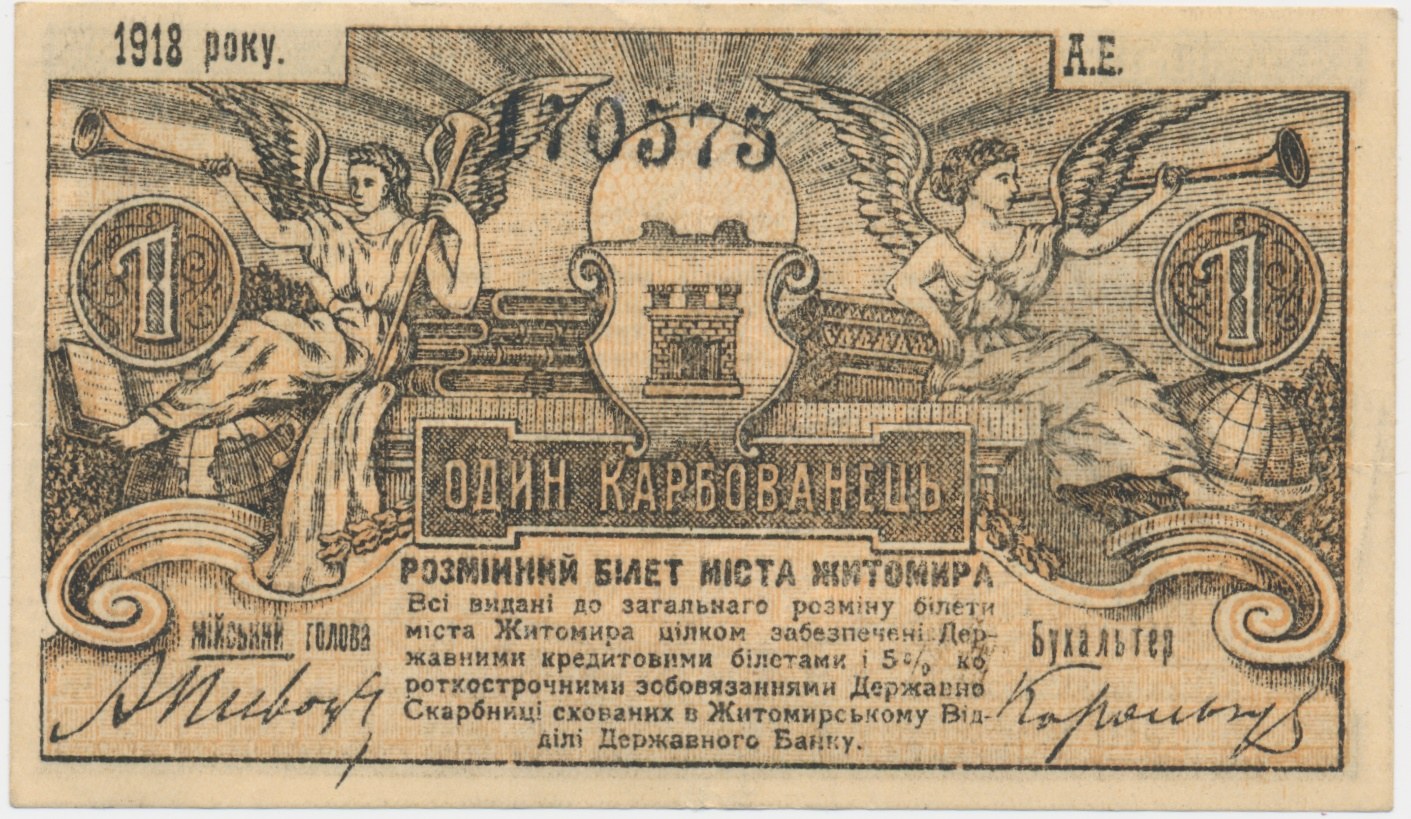 1918 року.
А.Е.
170575
1
1
ОДИН КАРБОВАНЕЦЬ
РОЗМІННИЙ БІЛЕТ МІСТА ЖИТОМИРА
Всі видані до загальнаго розміну білети
міста Житомира цілком забезпечені Дер-
жавними кредитовими білетами і 5% ко
роткострочними зобовязаннями Державно
Скарбниці схованих в Житомирському Від-
ділі Державного Банку.
мійський голова
Бухальтер